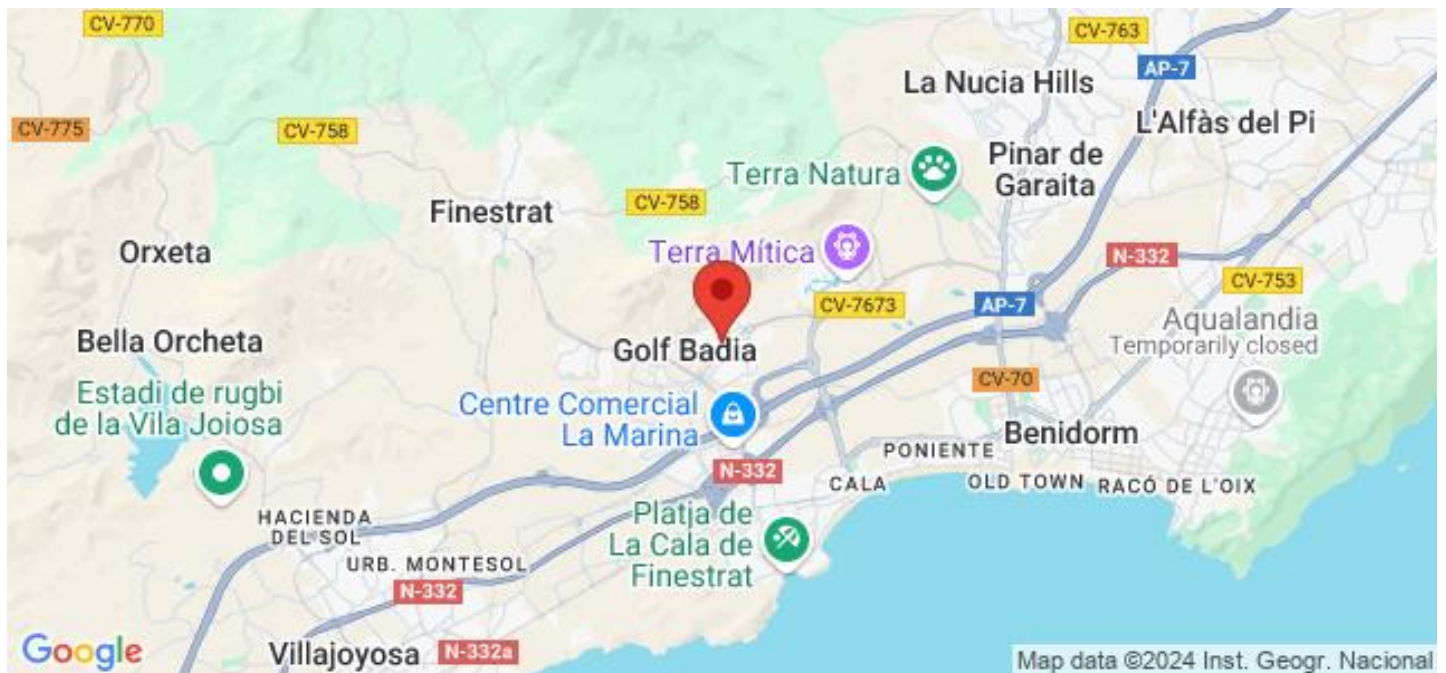 CV-770
CV-763
AP-7
La Nucia Hills
L'Alfàs del Pi
CV-775
CV-758
Terra Natura
Pinar de
Garaita
Finestrat
CV-758
Orxeta
Terra Mítica
N-332
CV-753
CV-7673
AP-7
Bella Orcheta
Golf Badia
Aqualandia
Temporarily closed
Estadi de rugbi
de la Vila Joiosa
Centre Comercial
La Marina
CV-70
Benidorm
PONIENTE
N-332
CALA
OLD TOWN
RACÓ DE L'OIX
HACIENDA
DEL SOL
Platja de
La Cala de
Finestrat
URB. MONTESOL
N-332
Google
Villajoyosa
N-332a
Map data ©2024 Inst. Geogr. Nacional